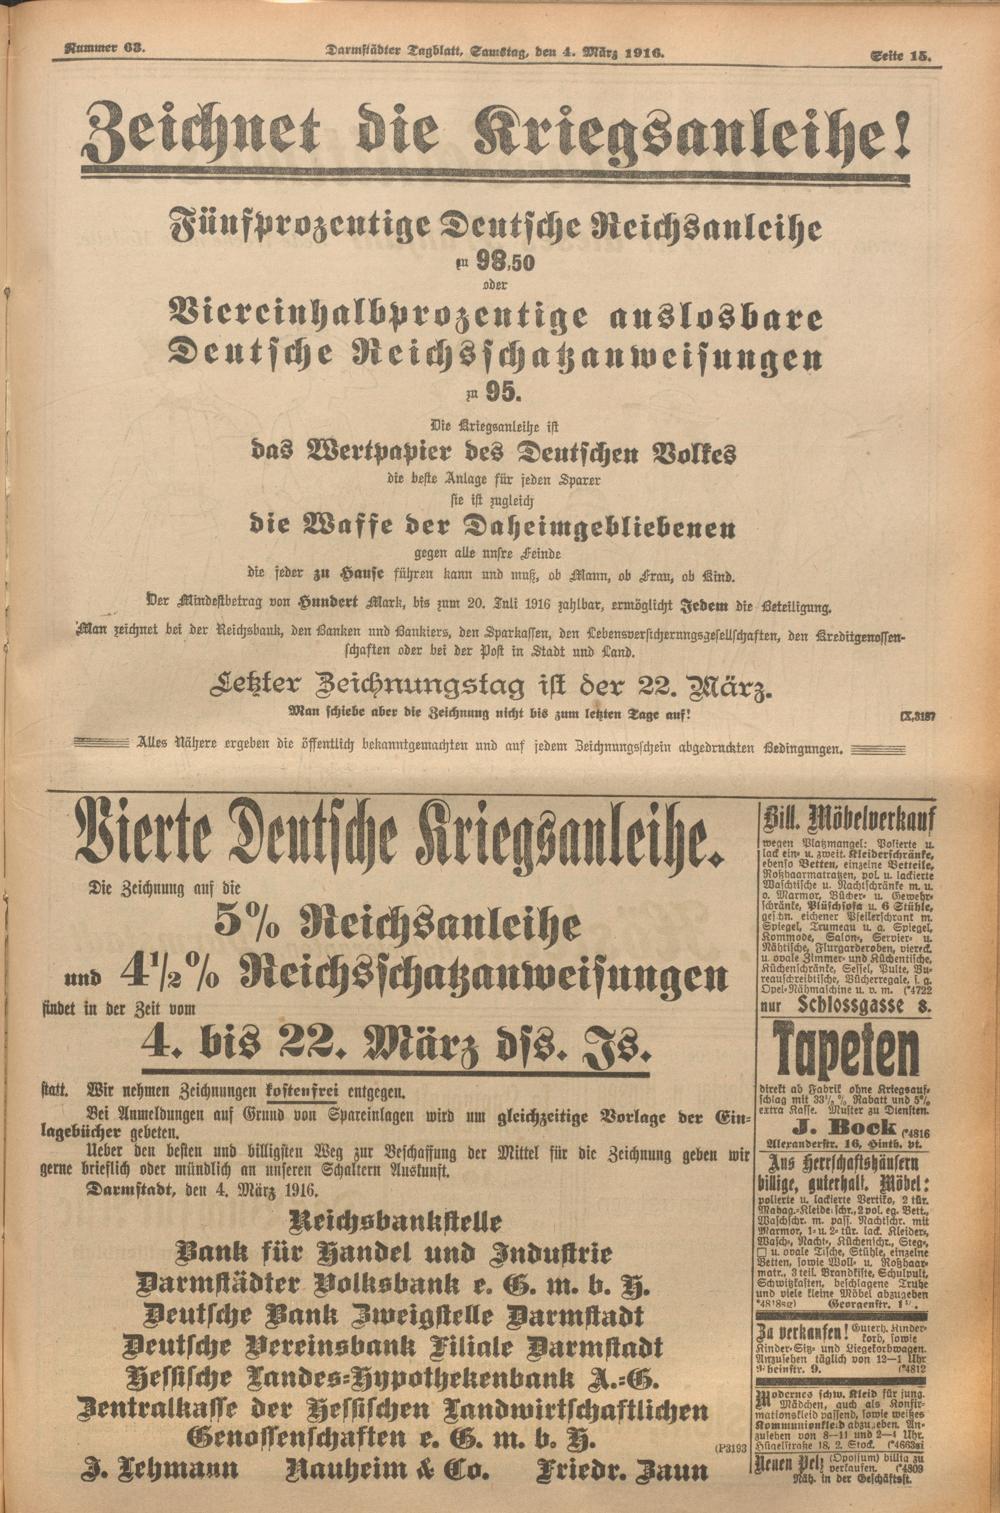 Nummer 63.
Darmstädter Tagblatt, Samstag, den 4. März 1916.
Seite 15.
Zeichnet die Kriegsanleihe!
Fünfprozentige Deutsche Reichsanleihe
zu 98,50
oder
Viereinhalbprozentige auslosbare
Deutsche Reichsschatzanweisungen
zu 95.
Die Kriegsanleihe ist
das Wertpapier des Deutschen Volkes
die beste Anlage für jeden Sparer
sie ist zugleich
die Waffe der Daheimgebliebenen
gegen alle unsre Feinde
die jeder zu Hause führen kann und muß, ob Mann, ob Frau, ob Kind.
Der Mindestbetrag von Hundert Mark, bis zum 20. Juli 1916 zahlbar, ermöglicht Jedem die Beteiligung.
Man zeichnet bei der Reichsbank, den Banken und Bankiers, den Sparkassen, den Lebensversicherungsgesellschaften, den Kreditgenossen-
schaften oder bei der Post in Stadt und Land.
Letzter Zeichnungstag ist der 22. März.
Man schiebe aber die Zeichnung nicht bis zum letzten Tage auf!
(X,3187
Alles Nähere ergeben die öffentlich bekanntgemachten und auf jedem Zeichnungsschein abgedruckten Bedingungen.
Vierte Deutsche Kriegsanleihe.
Die Zeichnung auf die
5% Reichsanleihe
und 4½% Reichsschatzanweisungen
findet in der Zeit vom
4. bis 22. März dss. Js.
statt. Wir nehmen Zeichnungen kostenfrei entgegen.
Bei Anmeldungen auf Grund von Spareinlagen wird um gleichzeitige Vorlage der Ein-
lagebücher gebeten.
Ueber den besten und billigsten Weg zur Beschaffung der Mittel für die Zeichnung geben wir
gerne brieflich oder mündlich an unseren Schaltern Auskunft.
Darmstadt, den 4. März 1916.
Reichsbankstelle
Bank für Handel und Industrie
Darmstädter Volksbank e. G. m. b. H.
Deutsche Bank Zweigstelle Darmstadt
Deutsche Vereinsbank Filiale Darmstadt
Hessische Landes-Hypothekenbank A.-G.
Zentralkasse der Hessischen Landwirtschaftlichen
Genossenschaften e. G. m. b. H.
(P3193
J. Lehmann Nauheim & Co. Friedr. Zaun
Bill. Möbelverkauf
wegen Platzmangel: Polierte u.
lack ein- u. zweit. Kleiderschränke,
ebenso Betten, einzelne Betteile,
Roßhaarmatratzen, pol. u. lackierte
Waschtische u. Nachtschränke m. u.
o. Marmor, Bücher- u. Gewehr-
schränke, Plüschsofa u. 6 Stühle,
geschn. eichener Pfeilerschrank m.
Spiegel, Trumeau u. a. Spiegel,
Kommode, Salon-, Servier- u.
Nähtische, Flurgarderoben, viereck.
u. ovale Zimmer- und Küchentische,
Küchenschränke, Sessel, Pulte, Bu-
reauschreibtische, Bücherregale, f. g.
Opel-Nähmaschine u. v. m. (*4722
nur Schlossgasse 8.
Tapeten
direkt ab Fabrik ohne Kriegsauf-
schlag mit 33⅓ % Rabatt und 5%
extra Kasse. Muster zu Diensten.
J. Bock (*4816
Alexanderstr. 16, Hinth. pt.
Aus Herrschaftshäusern
billige, guterhalt. Möbel:
polierte u. lackierte Vertiko, 2 tür.
Mahag.-Kleiderschr., 2 pol. eg. Bett.,
Waschschr. m. pass. Nachtschr. mit
Marmor, 1- u. 2-tür. lack. Kleider-,
Wasch-, Nacht-, Küchenschr., Steg-,
□ u. ovale Tische, Stühle, einzelne
Betten, sowie Woll- u. Roßhaar-
matr., 3 teil. Brandkiste, Schulpult,
Schwitzkasten, beschlagene Truhe
und viele kleine Möbel abzugeben
*4818sg) Georgenstr.
Zu verkaufen! Guterh. Kinder-
korb, sowie
Kinder-Sitz- und Liegekorbwagen.
Anzusehen täglich von 12—1 Uhr
Rheinstr. 9. (*4812
Modernes schw. Kleid für jung.
Mädchen, auch als Konfir-
mationskleid passend, sowie weißes
Kommunionkleid abzugeben. An-
zusehen von 8—11 und 2—4 Uhr.
Hügelstraße 18, 2. Stock. (*4663si
Neuen Pelz (Opossum) billig zu
verkaufen. (*4809
Näh. in der Geschäftsst.